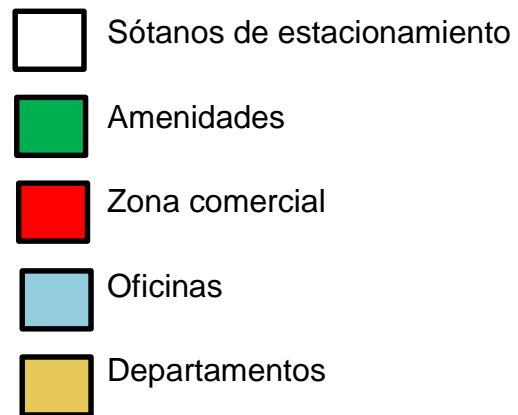 Sótanos de estacionamiento
Amenidades
Zona comercial
Oficinas
Departamentos